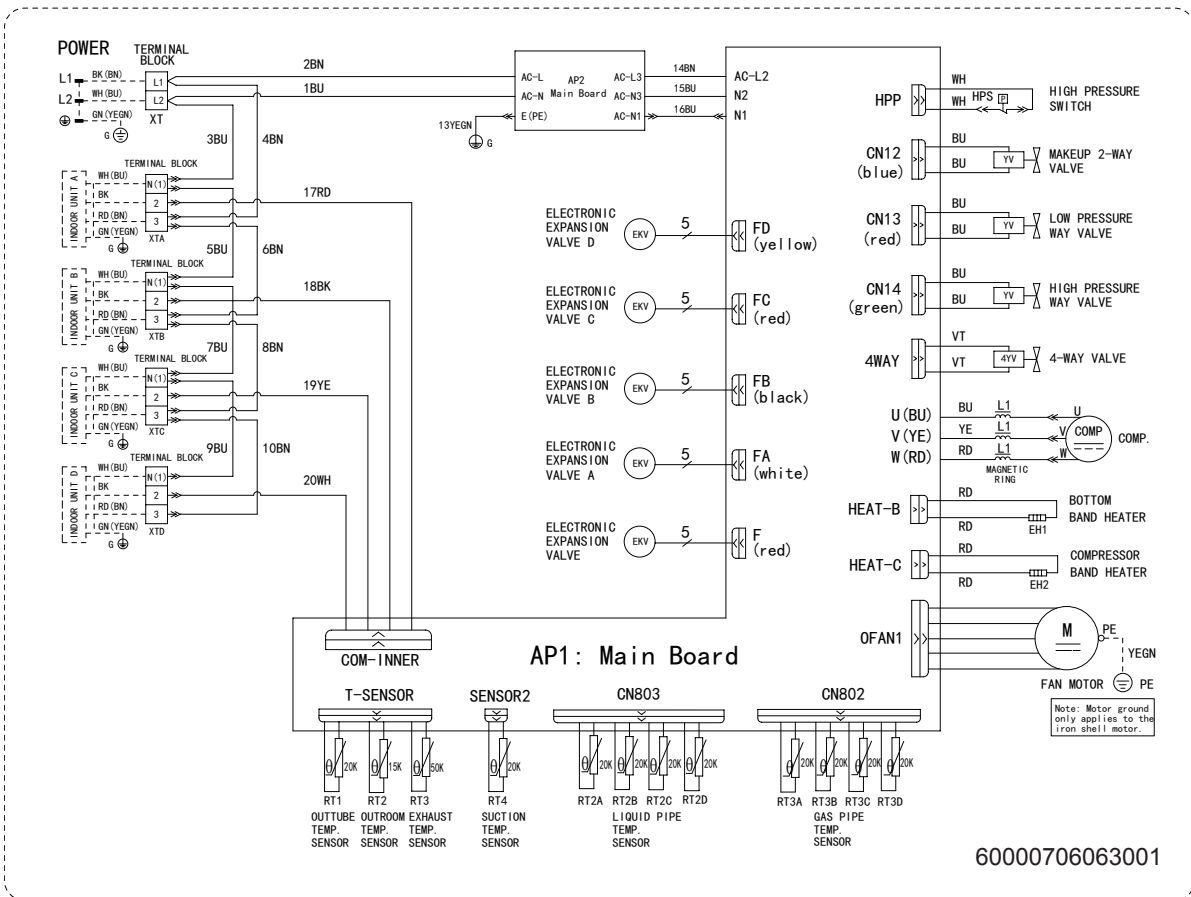 POWER
TERMINAL
BLOCK
L1
BK(BN)
L1
L2
WH(BU)
L2
GN(YEGN)
G
XT
2BN
1BU
3BU
4BN
AC-L
AC-N
E(PE)
AP2
Main Board
AC-L3
AC-N3
AC-N1
14BN
15BU
16BU
13YEGN
G
AC-L2
N2
N1
TERMINAL BLOCK
INDOOR UNIT A
WH(BU)
N(1)
BK
2
RD(BN)
3
GN(YEGN)
G
XTA
17RD
5BU
6BN
TERMINAL BLOCK
INDOOR UNIT B
WH(BU)
N(1)
BK
2
RD(BN)
3
GN(YEGN)
G
XTB
18BK
7BU
8BN
TERMINAL BLOCK
INDOOR UNIT C
WH(BU)
N(1)
BK
2
RD(BN)
3
GN(YEGN)
G
XTC
19YE
9BU
10BN
TERMINAL BLOCK
INDOOR UNIT D
WH(BU)
N(1)
BK
2
RD(BN)
3
GN(YEGN)
G
XTD
20WH
ELECTRONIC
EXPANSION
VALVE D
EKV
5
FD
(yellow)
ELECTRONIC
EXPANSION
VALVE C
EKV
5
FC
(red)
ELECTRONIC
EXPANSION
VALVE B
EKV
5
FB
(black)
ELECTRONIC
EXPANSION
VALVE A
EKV
5
FA
(white)
ELECTRONIC
EXPANSION
VALVE
EKV
5
F
(red)
HPP
WH
WH
HPS
P
HIGH PRESSURE
SWITCH
CN12
(blue)
BU
BU
YV
MAKEUP 2-WAY
VALVE
CN13
(red)
BU
BU
YV
LOW PRESSURE
WAY VALVE
CN14
(green)
BU
BU
YV
HIGH PRESSURE
WAY VALVE
4WAY
VT
VT
4YV
4-WAY VALVE
U(BU)
BU
L1
U
V(YE)
YE
L1
V
W(RD)
RD
L1
W
COMP
COMP.
MAGNETIC
RING
HEAT-B
RD
RD
EH1
BOTTOM
BAND HEATER
HEAT-C
RD
RD
EH2
COMPRESSOR
BAND HEATER
OFAN1
M
PE
YEGN
FAN MOTOR
PE
Note: Motor ground
only applies to the
iron shell motor.
COM-INNER
AP1: Main Board
T-SENSOR
SENSOR2
CN803
CN802
θ
20K
θ
15K
θ
50K
θ
20K
θ
20K
θ
20K
θ
20K
θ
20K
θ
20K
θ
20K
θ
20K
θ
20K
RT1
OUTTUBE
TEMP.
SENSOR
RT2
OUTROOM
TEMP.
SENSOR
RT3
EXHAUST
TEMP.
SENSOR
RT4
SUCTION
TEMP.
SENSOR
RT2A
RT2B
RT2C
RT2D
LIQUID PIPE
TEMP.
SENSOR
RT3A
RT3B
RT3C
RT3D
GAS PIPE
TEMP.
SENSOR
60000706063001